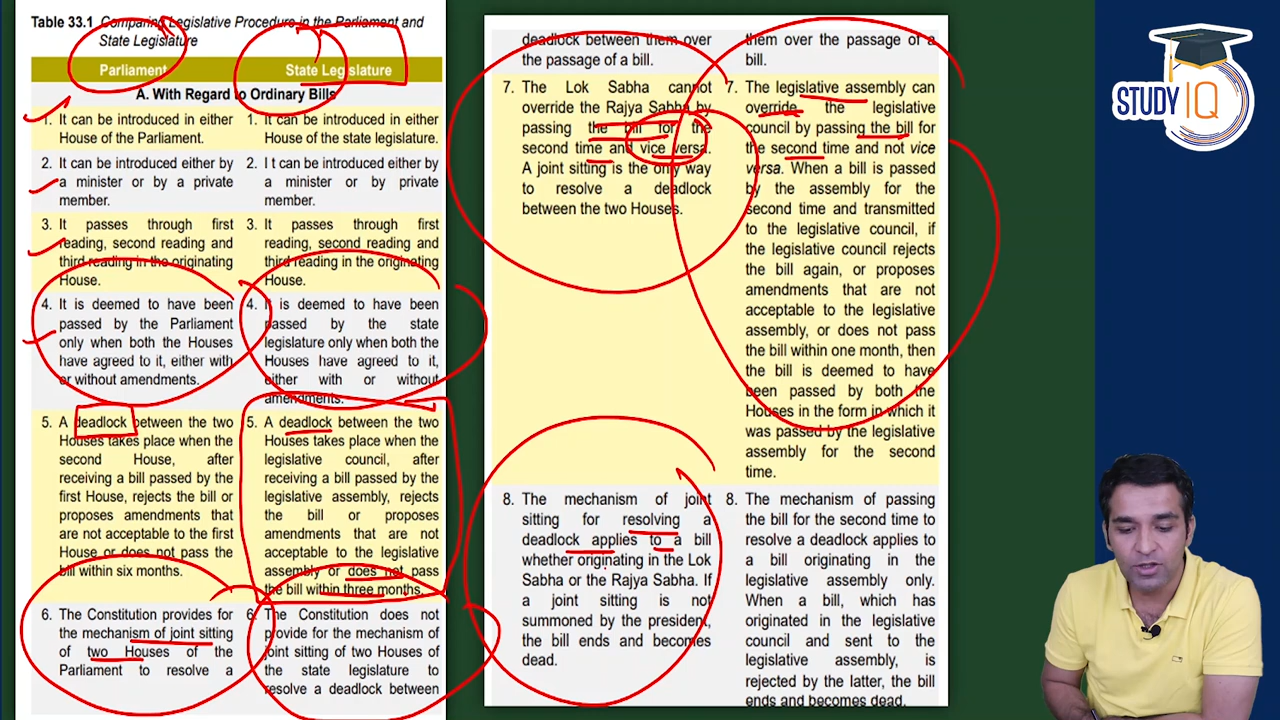 Table 33.1 Comparing Legislative Procedure in the Parliament and
State Legislature
Parliament
State Legislature
A. With Regard to Ordinary Bills
1. It can be introduced in either
House of the Parliament.
1. It can be introduced in either
House of the state legislature.
2. It can be introduced either by
a minister or by a private
member.
2. I t can be introduced either by
a minister or by private
member.
3. It passes through first
reading, second reading and
third reading in the originating
House.
3. It passes through first
reading, second reading and
third reading in the originating
House.
4. It is deemed to have been
passed by the Parliament
only when both the Houses
have agreed to it, either with
or without amendments.
4. It is deemed to have been
passed by the state
legislature only when both the
Houses have agreed to it,
either with or without
amendments.
5. A deadlock between the two
Houses takes place when the
second House, after
receiving a bill passed by the
first House, rejects the bill or
proposes amendments that
are not acceptable to the first
House or does not pass the
bill within six months.
5. A deadlock between the two
Houses takes place when the
legislative council, after
receiving a bill passed by the
legislative assembly, rejects
the bill or proposes
amendments that are not
acceptable to the legislative
assembly or does not pass
the bill within three months.
6. The Constitution provides for
the mechanism of joint sitting
of two Houses of the
Parliament to resolve a
6. The Constitution does not
provide for the mechanism of
joint sitting of two Houses of
the state legislature to
resolve a deadlock between
deadlock between them over
the passage of a bill.
them over the passage of a
bill.
7. The Lok Sabha cannot
override the Rajya Sabha by
passing the bill for the
second time and vice versa.
A joint sitting is the only way
to resolve a deadlock
between the two Houses.
7. The legislative assembly can
override the legislative
council by passing the bill for
the second time and not vice
versa. When a bill is passed
by the assembly for the
second time and transmitted
to the legislative council, if
the legislative council rejects
the bill again, or proposes
amendments that are not
acceptable to the legislative
assembly, or does not pass
the bill within one month, then
the bill is deemed to have
been passed by both the
Houses in the form in which it
was passed by the legislative
assembly for the second
time.
8. The mechanism of joint
sitting for resolving a
deadlock applies to a bill
whether originating in the Lok
Sabha or the Rajya Sabha. If
a joint sitting is not
summoned by the president,
the bill ends and becomes
dead.
8. The mechanism of passing
the bill for the second time to
resolve a deadlock applies to
a bill originating in the
legislative assembly only.
When a bill, which has
originated in the legislative
council and sent to the
legislative assembly, is
rejected by the latter, the bill
ends and becomes dead.
STUDY IQ